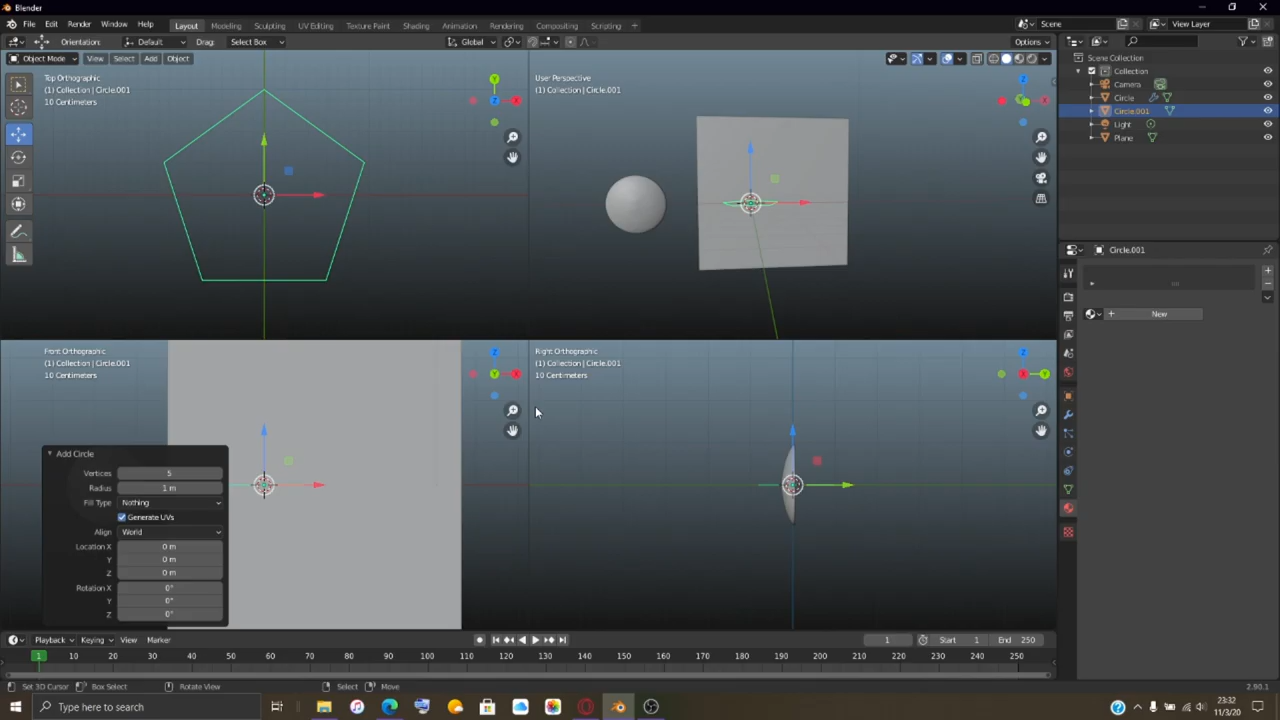 Blender
File Edit Render Window Help Layout Modeling Sculpting UV Editing Texture Paint Shading Animation Rendering Compositing Scripting + Scene View Layer
Orientation: Default Drag: Select Box Global Options
Object Mode View Select Add Object
Top Orthographic
(1) Collection | Circle.001
10 Centimeters
Y
Z
X
User Perspective
(1) Collection | Circle.001
Z
X
Scene Collection
Collection
Camera
Circle
Circle.001
Light
Plane
Circle.001
New
Front Orthographic
(1) Collection | Circle.001
10 Centimeters
Z
Y
X
Right Orthographic
(1) Collection | Circle.001
10 Centimeters
Z
X
Y
Add Circle
Vertices 5
Radius 1 m
Fill Type Nothing
Generate UVs
Align World
Location X 0 m
Y 0 m
Z 0 m
Rotation X 0°
Y 0°
Z 0°
Playback Keying View Marker 1 Start 1 End 250
1 10 20 30 40 50 60 70 80 90 100 110 120 130 140 150 160 170 180 190 200 210 220 230 240 250
Set 3D Cursor Box Select Rotate View Select Move 2.90.1
Type here to search
23:32
11/3/20